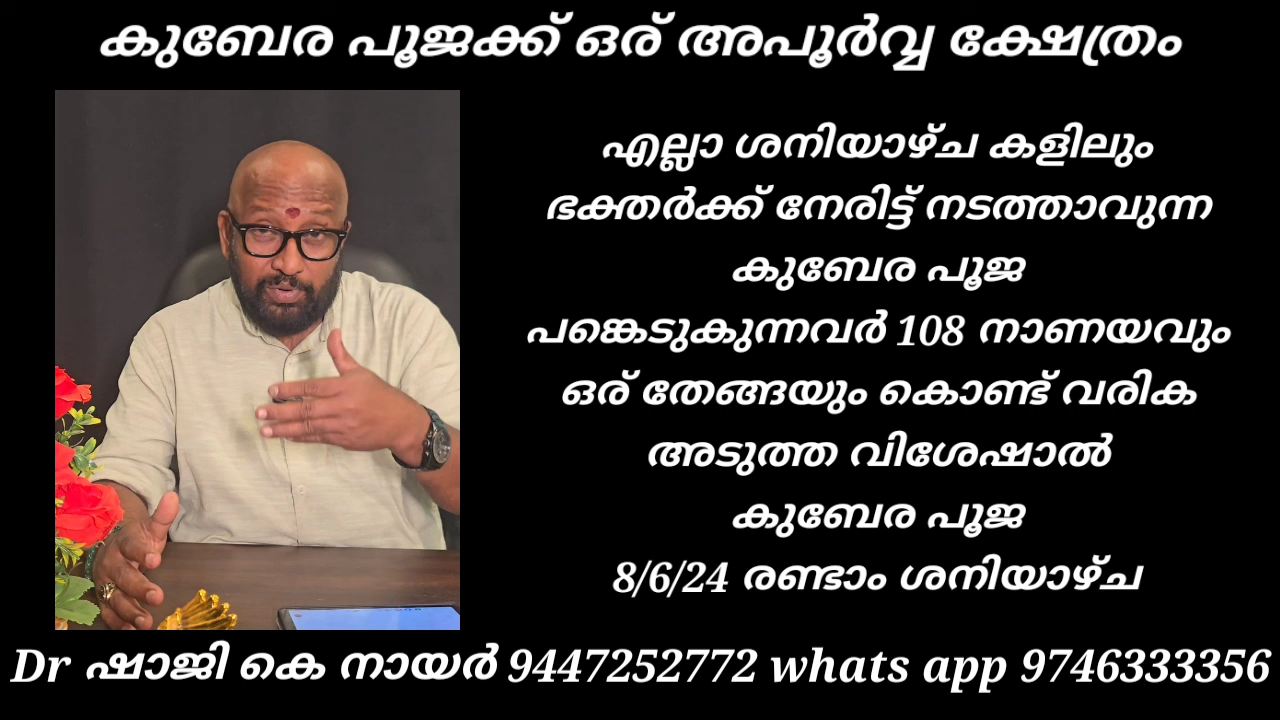 കുബേര പൂജക്ക് ഒര് അപൂർവ്വ ക്ഷേത്രം
എല്ലാ ശനിയാഴ്ച കളിലും
ഭക്തർക്ക് നേരിട്ട് നടത്താവുന്ന
കുബേര പൂജ
പങ്കെടുകുന്നവർ 108 നാണയവും
ഒര് തേങ്ങയും കൊണ്ട് വരിക
അടുത്ത വിശേഷാൽ
കുബേര പൂജ
8/6/24 രണ്ടാം ശനിയാഴ്ച
Dr ഷാജി കെ നായർ 9447252772 whats app 9746333356